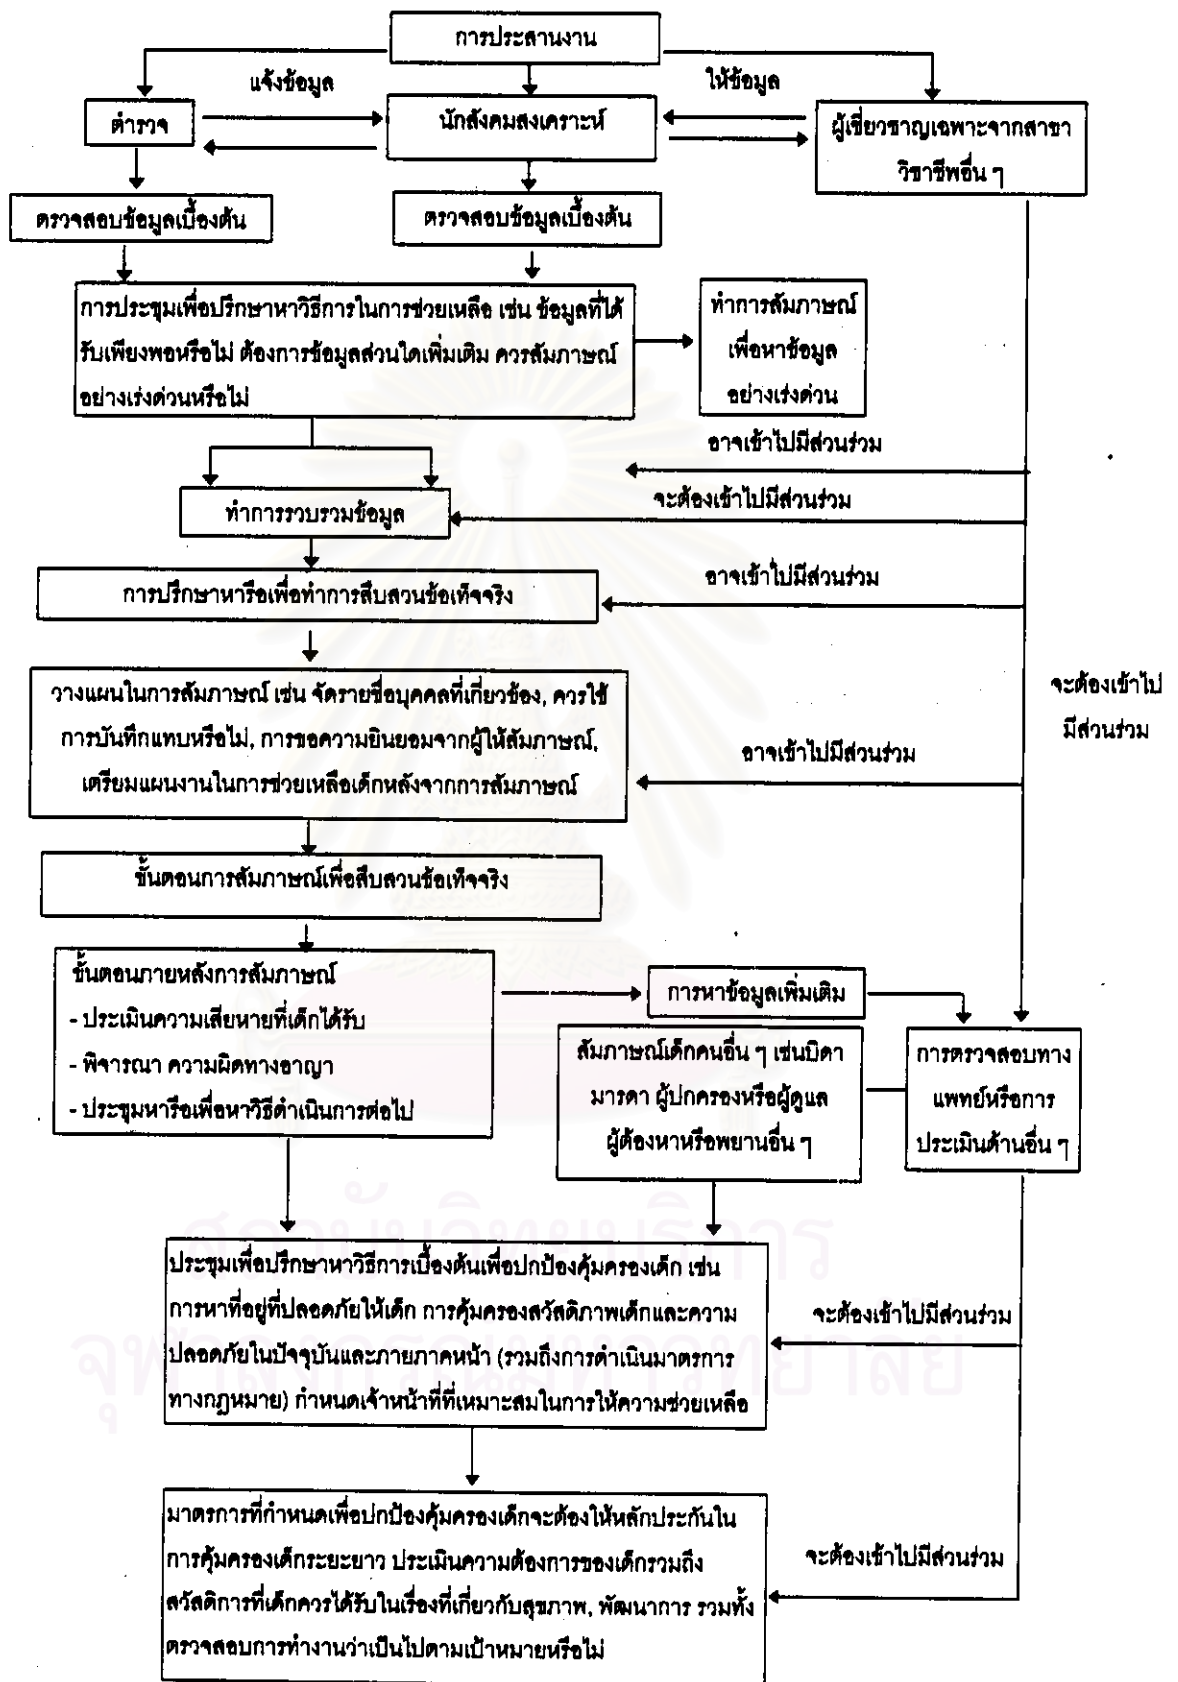 การประสานงาน
แจ้งข้อมูล
ให้ข้อมูล
ตำรวจ
นักสังคมสงเคราะห์
ผู้เชี่ยวชาญเฉพาะจากสาขา
วิชาชีพอื่น ๆ
ตรวจสอบข้อมูลเบื้องต้น
ตรวจสอบข้อมูลเบื้องต้น
การประชุมเพื่อปรึกษาหาวิธีการในการช่วยเหลือ เช่น ข้อมูลที่ได้
รับเพียงพอหรือไม่ ต้องการข้อมูลส่วนใดเพิ่มเติม ควรสัมภาษณ์
อย่างเร่งด่วนหรือไม่
ทำการสัมภาษณ์
เพื่อหาข้อมูล
อย่างเร่งด่วน
อาจเข้าไปมีส่วนร่วม
จะต้องเข้าไปมีส่วนร่วม
ทำการรวบรวมข้อมูล
อาจเข้าไปมีส่วนร่วม
การปรึกษาหารือเพื่อทำการสืบสวนข้อเท็จจริง
วางแผนในการสัมภาษณ์ เช่น จัดรายชื่อบุคคลที่เกี่ยวข้อง, ควรใช้
การบันทึกแทบหรือไม่, การขอความยินยอมจากผู้ให้สัมภาษณ์,
เตรียมแผนงานในการช่วยเหลือเด็กหลังจากการสัมภาษณ์
อาจเข้าไปมีส่วนร่วม
จะต้องเข้าไป
มีส่วนร่วม
ขั้นตอนการสัมภาษณ์เพื่อสืบสวนข้อเท็จจริง
ขั้นตอนภายหลังการสัมภาษณ์
- ประเมินความเสียหายที่เด็กได้รับ
- พิจารณา ความผิดทางอาญา
- ประชุมหารือเพื่อหาวิธีดำเนินการต่อไป
การหาข้อมูลเพิ่มเติม
สัมภาษณ์เด็กคนอื่น ๆ เช่นบิดา
มารดา ผู้ปกครองหรือผู้ดูแล
ผู้ต้องหาหรือพยานอื่น ๆ
การตรวจสอบทาง
แพทย์หรือการ
ประเมินด้านอื่น ๆ
ประชุมเพื่อปรึกษาหาวิธีการเบื้องต้นเพื่อปกป้องคุ้มครองเด็ก เช่น
การหาที่อยู่ที่ปลอดภัยให้เด็ก การคุ้มครองสวัสดิภาพเด็กและความ
ปลอดภัยในปัจจุบันและภายภาคหน้า (รวมถึงการดำเนินมาตรการ
ทางกฎหมาย) กำหนดเจ้าหน้าที่ที่เหมาะสมในการให้ความช่วยเหลือ
จะต้องเข้าไปมีส่วนร่วม
มาตรการที่กำหนดเพื่อปกป้องคุ้มครองเด็กจะต้องให้หลักประกันใน
การคุ้มครองเด็กระยะยาว ประเมินความต้องการของเด็กรวมถึง
สวัสดิการที่เด็กควรได้รับในเรื่องที่เกี่ยวกับสุขภาพ, พัฒนาการ รวมทั้ง
ตรวจสอบการทำงานว่าเป็นไปตามเป้าหมายหรือไม่
จะต้องเข้าไปมีส่วนร่วม
สถาบันวิทยบริการ
จุฬาลงกรณ์มหาวิทยาลัย